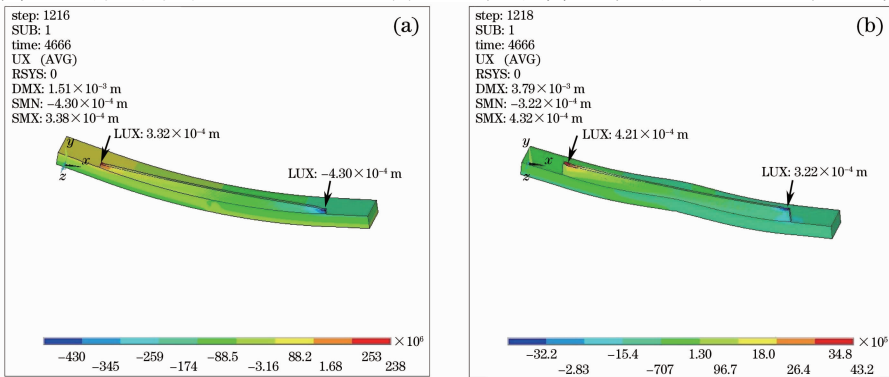 step: 1216
SUB: 1
time: 4666
UX (AVG)
RSYS: 0
DMX: 1.51×10⁻³ m
SMN: −4.30×10⁻⁴ m
SMX: 3.38×10⁻⁴ m
(a)
LUX: 3.32×10⁻⁴ m
LUX: −4.30×10⁻⁴ m
y
x
z
×10⁶
−430 −259 −88.5 88.2 253
−345 −174 −3.16 1.68 238
step: 1218
SUB: 1
time: 4666
UX (AVG)
RSYS: 0
DMX: 3.79×10⁻³ m
SMN: −3.22×10⁻⁴ m
SMX: 4.32×10⁻⁴ m
(b)
LUX: 4.21×10⁻⁴ m
LUX: 3.22×10⁻⁴ m
y
x
z
×10⁵
−32.2 −15.4 1.30 18.0 34.8
−2.83 −707 96.7 26.4 43.2